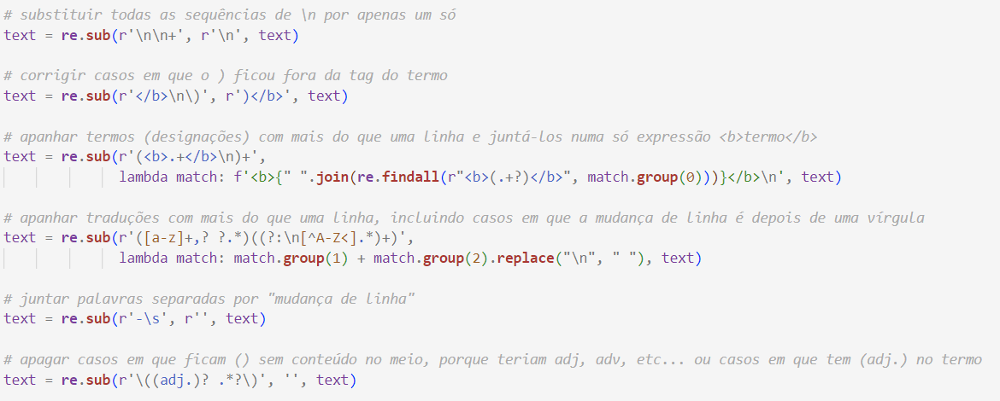 # substituir todas as sequências de \n por apenas um só
text = re.sub(r'\n\n+', r'\n', text)
# corrigir casos em que o ) ficou fora da tag do termo
text = re.sub(r'</b>\n\)', r')</b>', text)
# apanhar termos (designações) com mais do que uma linha e juntá-los numa só expressão <b>termo</b>
text = re.sub(r'(<b>.+</b>\n)+',
lambda match: f'<b>{" ".join(re.findall(r"<b>(.+?)</b>", match.group(0)))}</b>\n', text)
# apanhar traduções com mais do que uma linha, incluindo casos em que a mudança de linha é depois de uma vírgula
text = re.sub(r'([a-z]+,? ?.*)((?:\n[^A-Z<].*)+)',
lambda match: match.group(1) + match.group(2).replace("\n", " "), text)
# juntar palavras separadas por "mudança de linha"
text = re.sub(r'-\s', r'', text)
# apagar casos em que ficam () sem conteúdo no meio, porque teriam adj, adv, etc... ou casos em que tem (adj.) no termo
text = re.sub(r'\((adj.)? .*?\)', '', text)